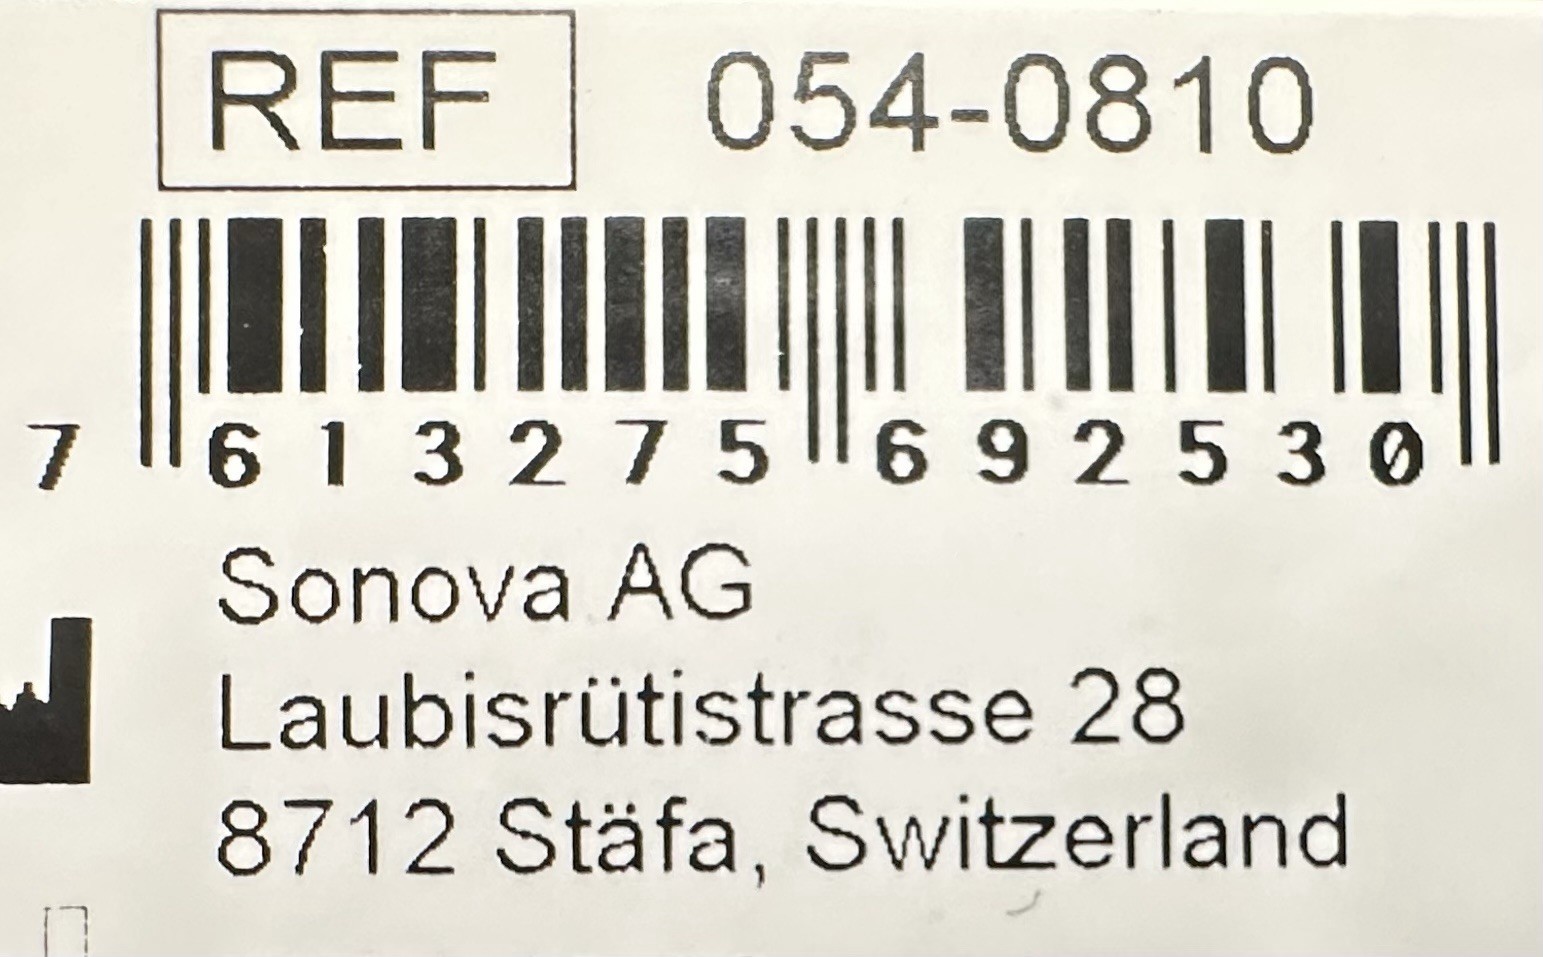 REF 054-0810
7 613275 692530
Sonova AG
Laubisrütistrasse 28
8712 Stäfa, Switzerland